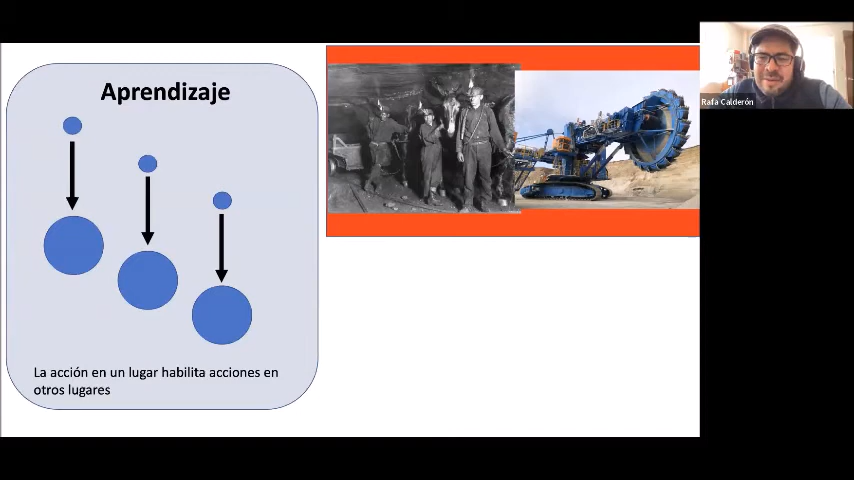 Aprendizaje
La acción en un lugar habilita acciones en
otros lugares
Rafa Calderón